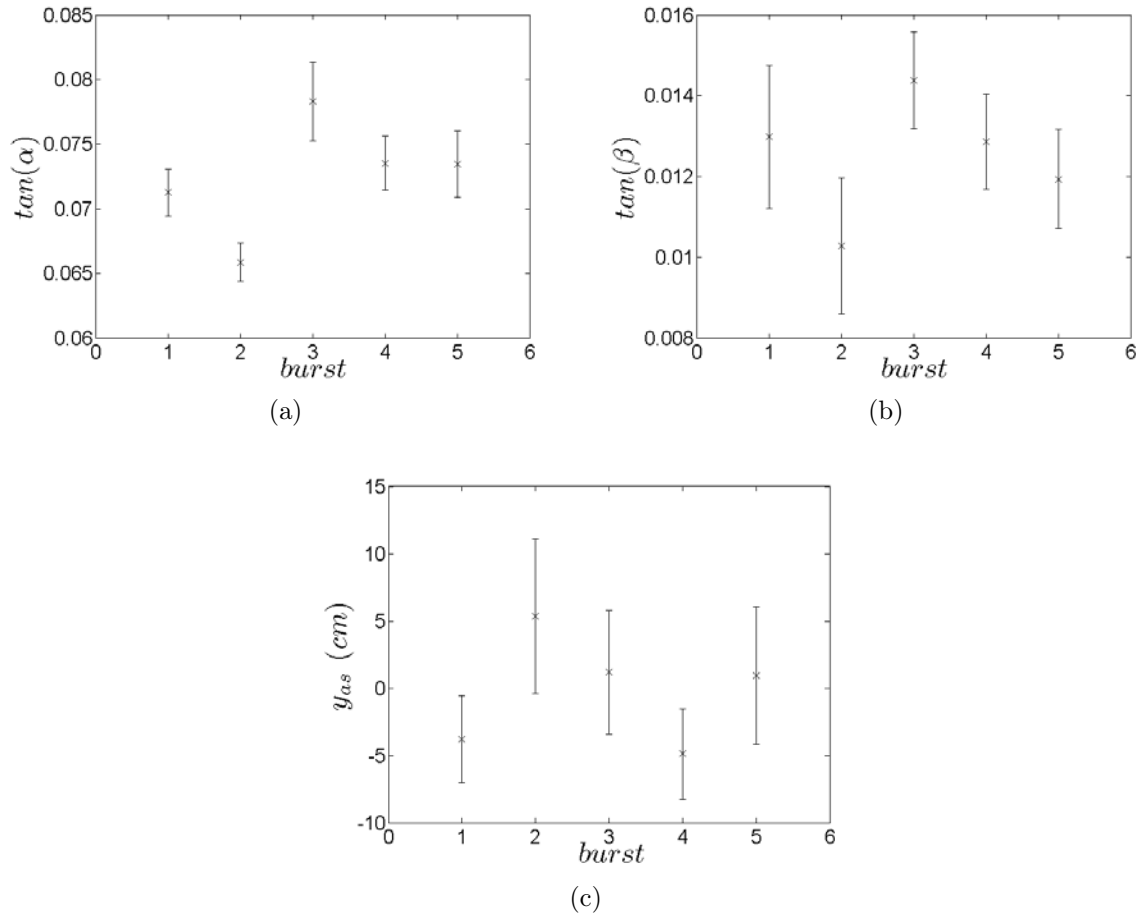 0.085
0.08
0.075
0.07
0.065
0.06
tan(α)
0 1 2 3 4 5 6
burst
(a)
0.016
0.014
0.012
0.01
0.008
tan(β)
0 1 2 3 4 5 6
burst
(b)
15
10
5
0
-5
-10
y_as (cm)
0 1 2 3 4 5 6
burst
(c)